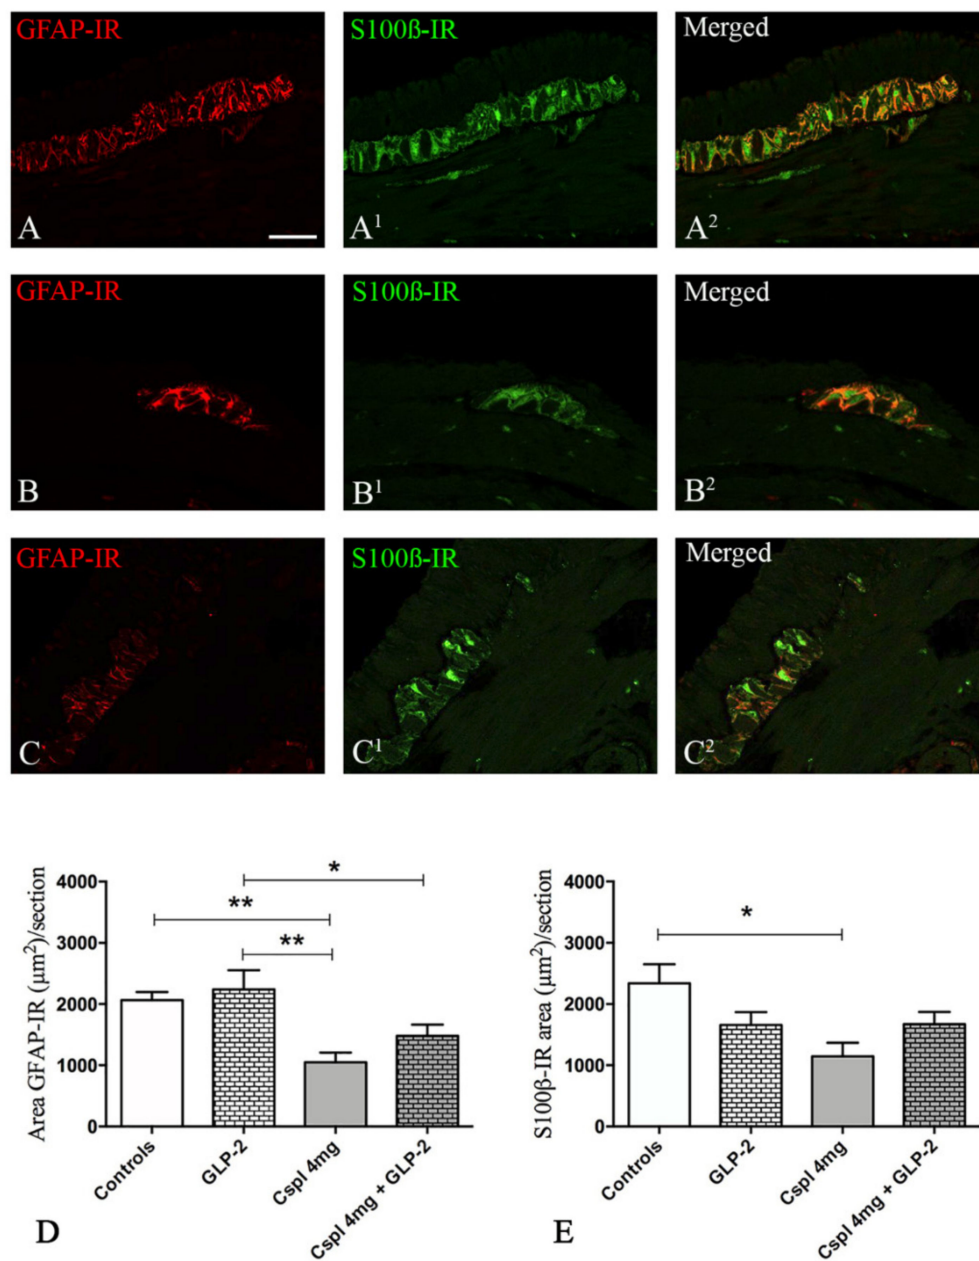 GFAP-IR S100ß-IR Merged
A A¹ A²
GFAP-IR S100ß-IR Merged
B B¹ B²
GFAP-IR S100ß-IR Merged
C C¹ C²
Area GFAP-IR (µm²)/section
4000
3000
2000
1000
0
*
**
**
Controls
GLP-2
Cspl 4mg
Cspl 4mg + GLP-2
D
S100β-IR area (µm²)/section
4000
3000
2000
1000
0
*
Controls
GLP-2
Cspl 4mg
Cspl 4mg + GLP-2
E